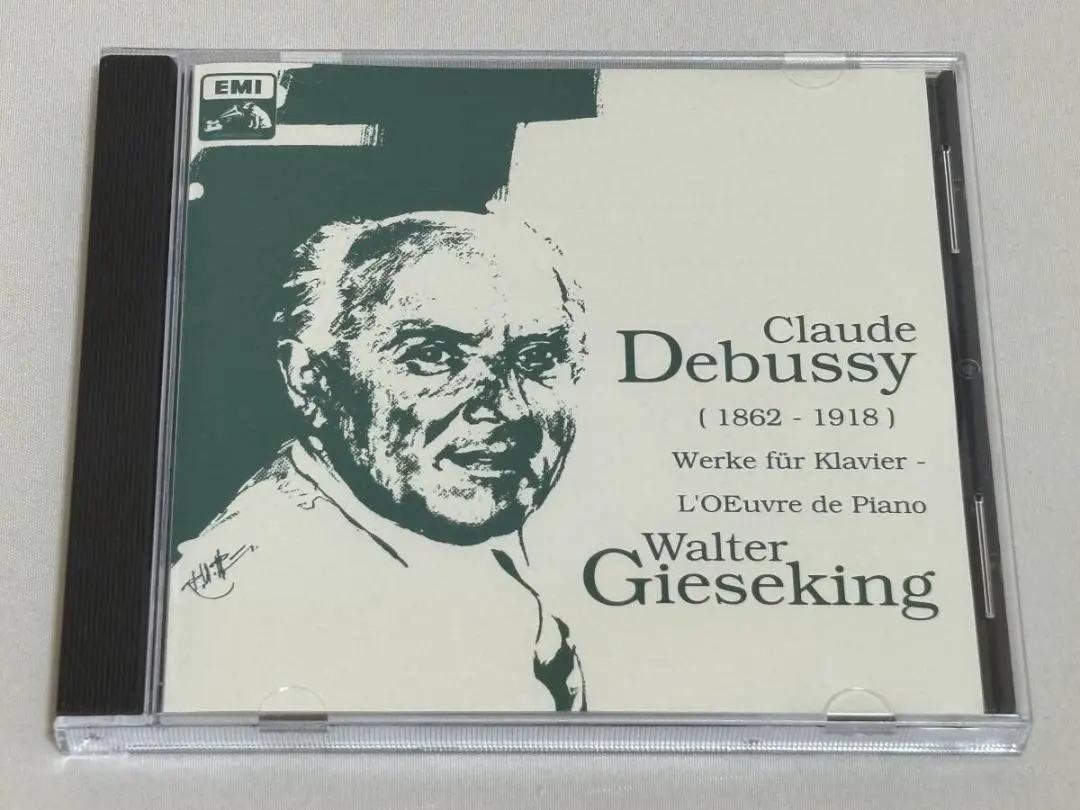 EMI
Claude
Debussy
( 1862 - 1918 )
Werke für Klavier -
L'OEuvre de Piano
Walter
Gieseking